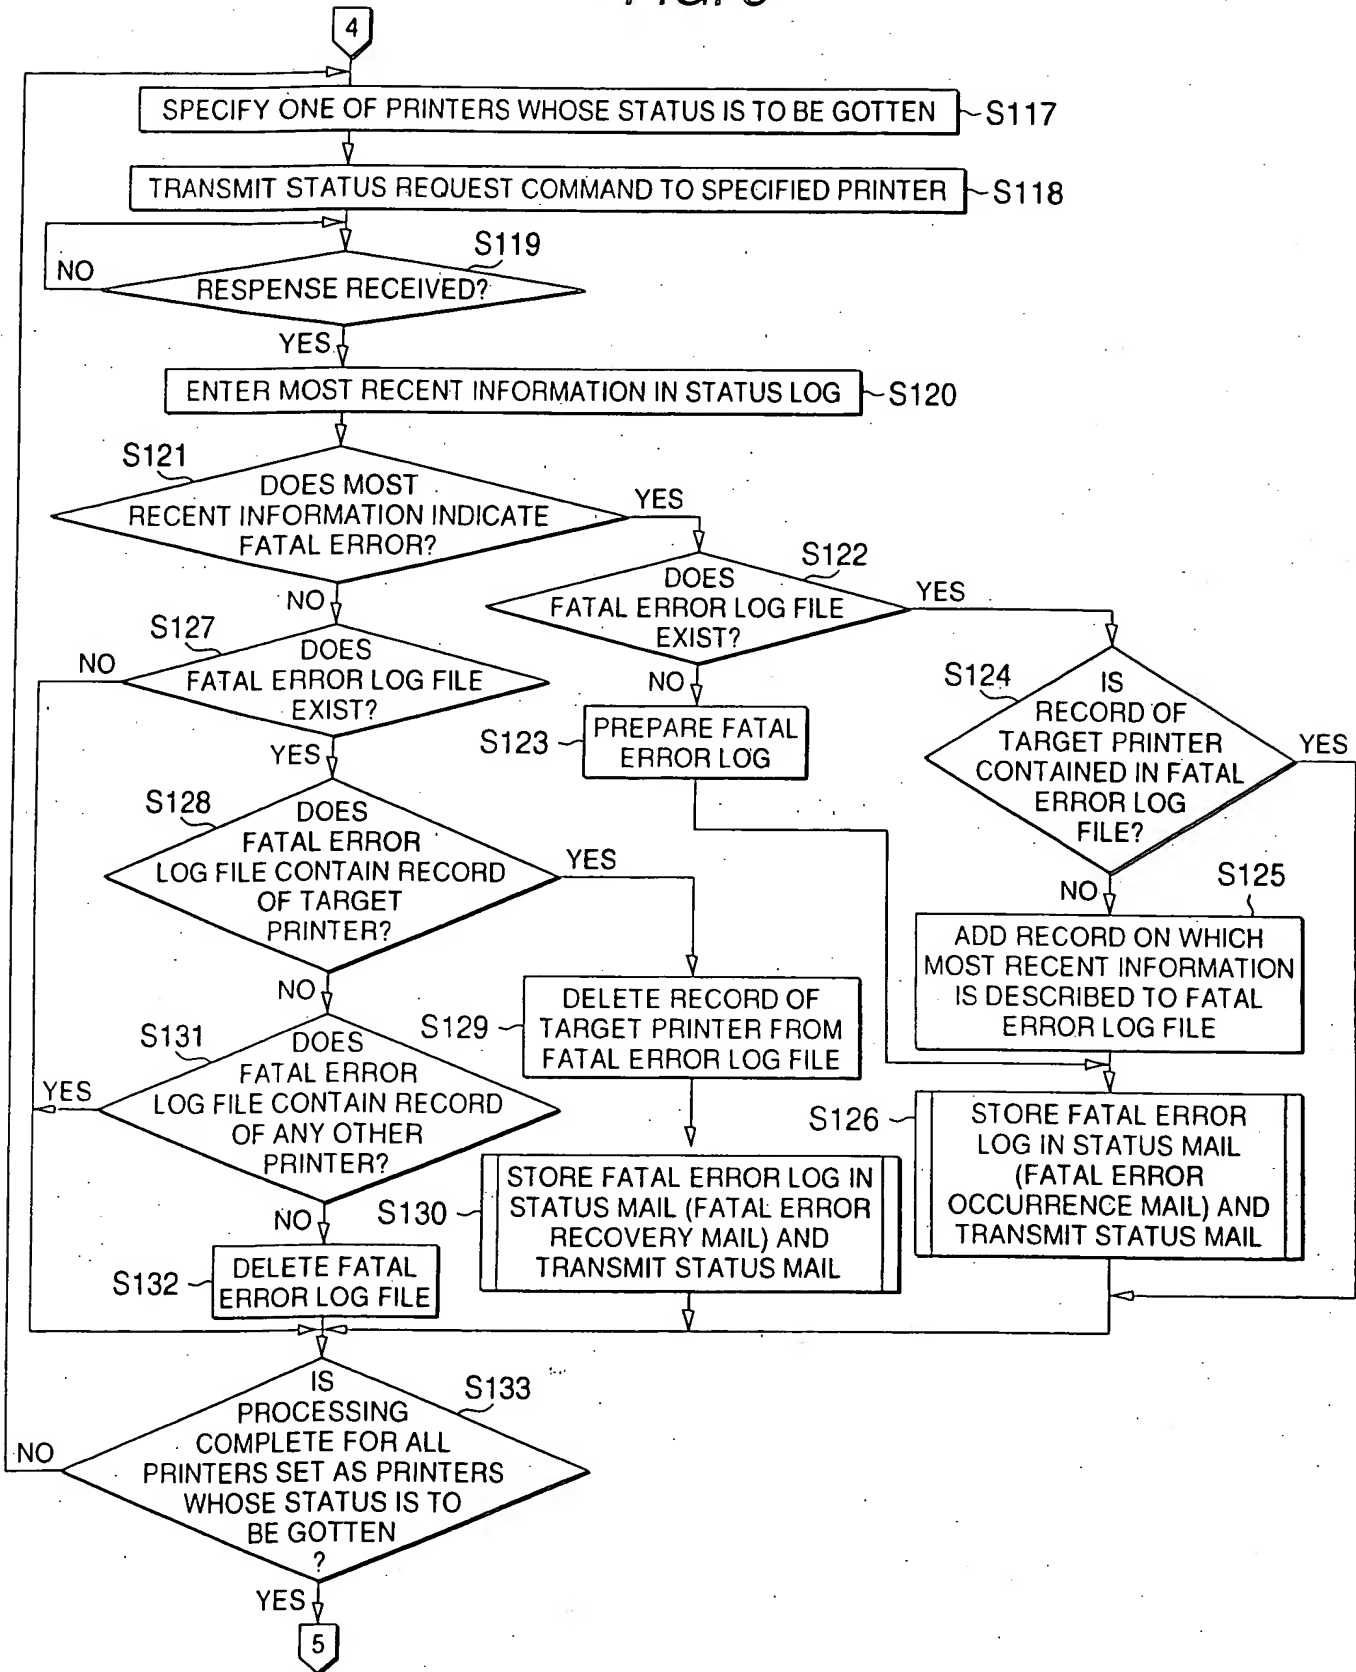 4
SPECIFY ONE OF PRINTERS WHOSE STATUS IS TO BE GOTTEN
S117
TRANSMIT STATUS REQUEST COMMAND TO SPECIFIED PRINTER
S118
S119
NO
RESPENSE RECEIVED?
YES
ENTER MOST RECENT INFORMATION IN STATUS LOG
S120
S121
DOES MOST
RECENT INFORMATION INDICATE
FATAL ERROR?
YES
NO
S122
DOES
FATAL ERROR LOG FILE
EXIST?
YES
NO
S127
DOES
FATAL ERROR LOG FILE
EXIST?
NO
YES
S123
PREPARE FATAL
ERROR LOG
S124
IS
RECORD OF
TARGET PRINTER
CONTAINED IN FATAL
ERROR LOG
FILE?
YES
NO
S128
DOES
FATAL ERROR
LOG FILE CONTAIN RECORD
OF TARGET
PRINTER?
YES
NO
S125
ADD RECORD ON WHICH
MOST RECENT INFORMATION
IS DESCRIBED TO FATAL
ERROR LOG FILE
S129
DELETE RECORD OF
TARGET PRINTER FROM
FATAL ERROR LOG FILE
S131
DOES
FATAL ERROR
LOG FILE CONTAIN RECORD
OF ANY OTHER
PRINTER?
YES
NO
S126
STORE FATAL ERROR
LOG IN STATUS MAIL
(FATAL ERROR
OCCURRENCE MAIL) AND
TRANSMIT STATUS MAIL
S130
STORE FATAL ERROR LOG IN
STATUS MAIL (FATAL ERROR
RECOVERY MAIL) AND
TRANSMIT STATUS MAIL
S132
DELETE FATAL
ERROR LOG FILE
S133
IS
PROCESSING
COMPLETE FOR ALL
PRINTERS SET AS PRINTERS
WHOSE STATUS IS TO
BE GOTTEN
?
NO
YES
5